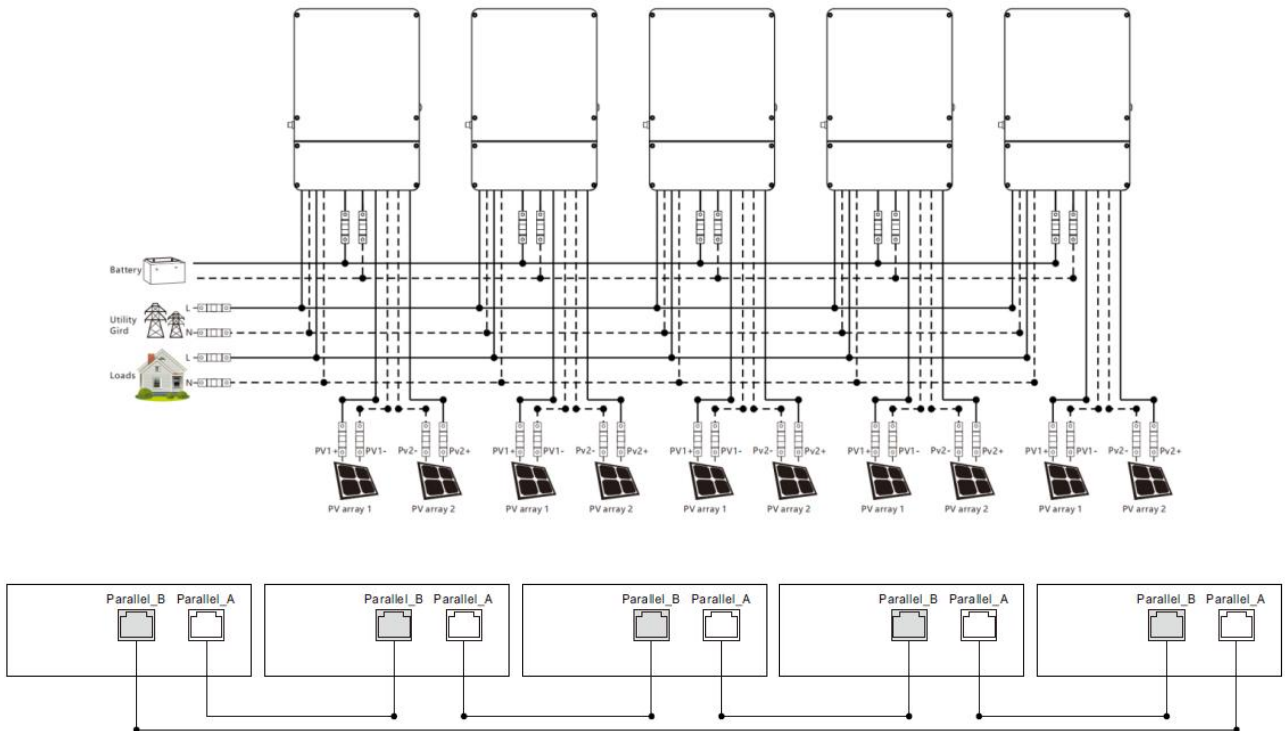 Battery
L
Utility
Gird
N
L
Loads
N
PV1+ PV1- Pv2- Pv2+ PV1+ PV1- Pv2- Pv2+ PV1+ PV1- Pv2- Pv2+ PV1+ PV1- Pv2- Pv2+ PV1+ PV1- Pv2- Pv2+
PV array 1 PV array 2 PV array 1 PV array 2 PV array 1 PV array 2 PV array 1 PV array 2 PV array 1 PV array 2
Parallel_B Parallel_A Parallel_B Parallel_A Parallel_B Parallel_A Parallel_B Parallel_A Parallel_B Parallel_A